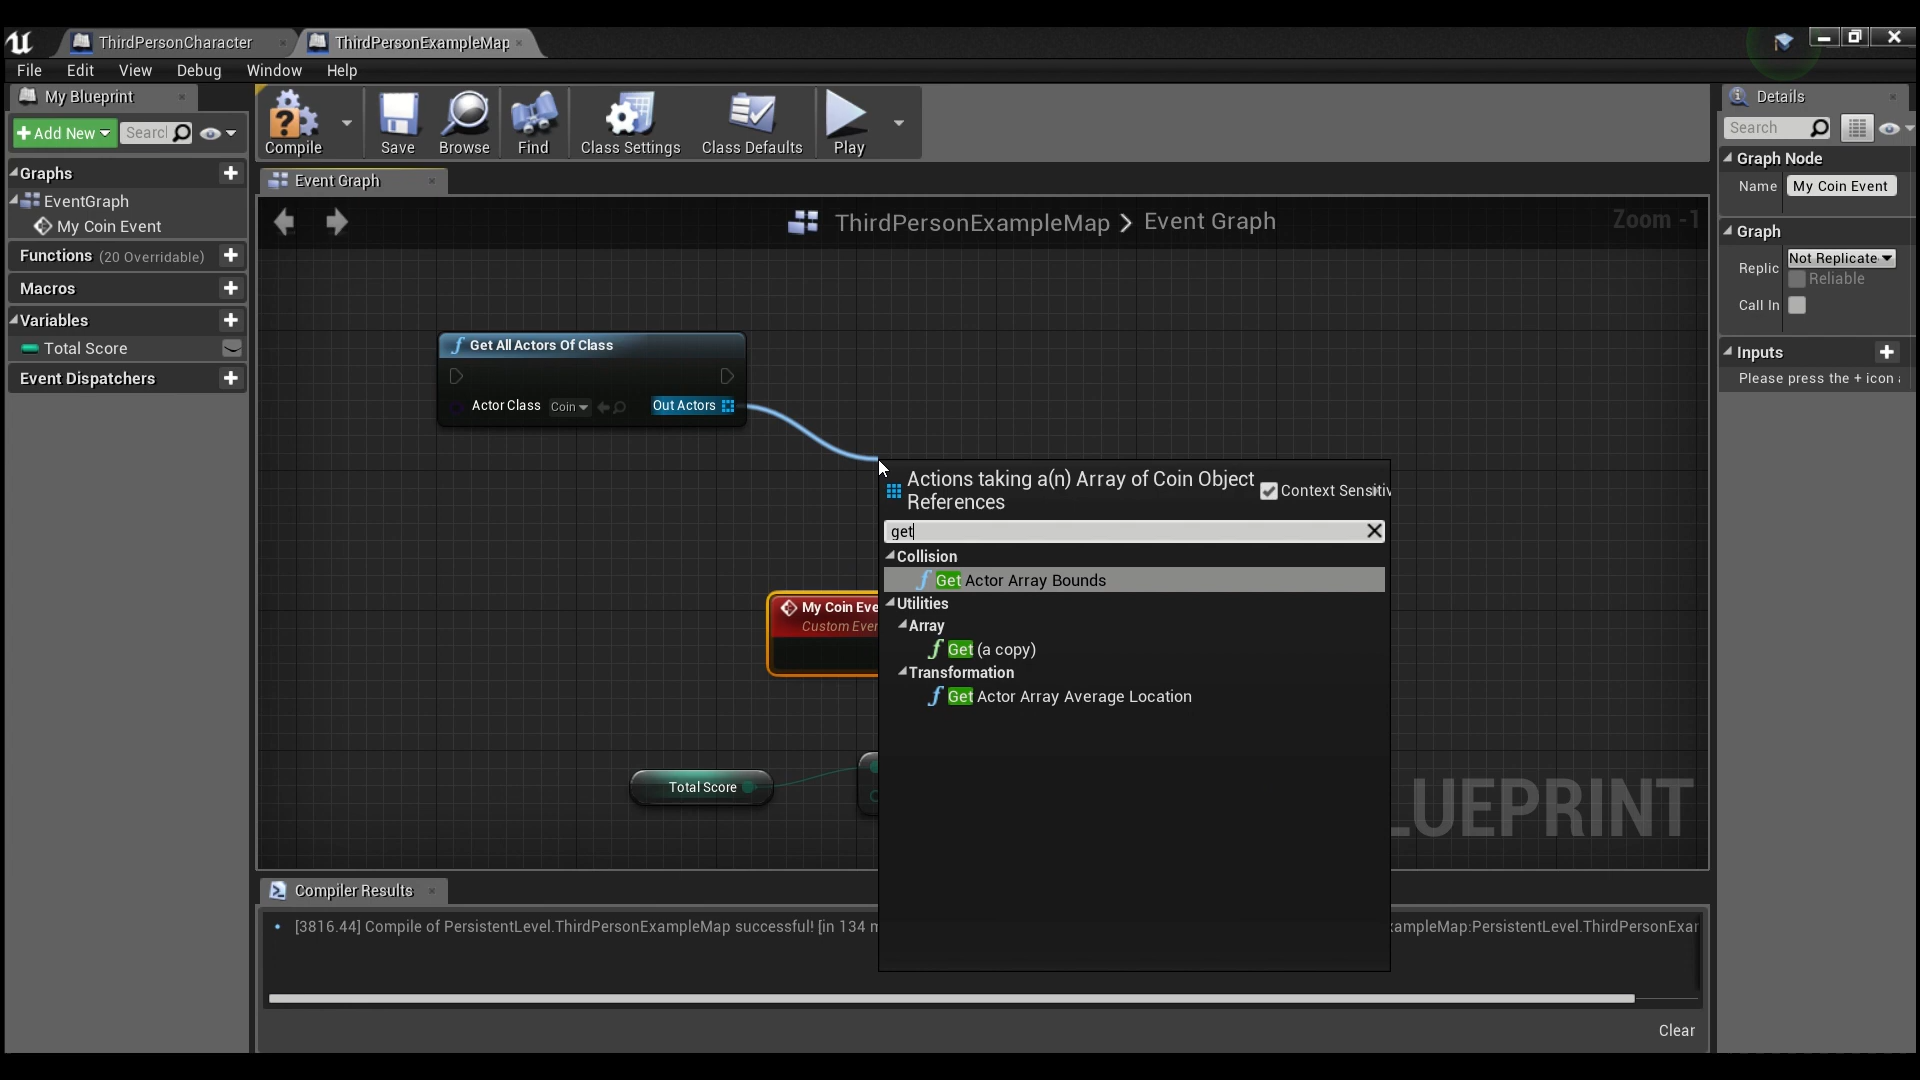 ThirdPersonCharacter
ThirdPersonExampleMap
File Edit View Debug Window Help
My Blueprint
Add New
Search
Graphs
EventGraph
My Coin Event
Functions (20 Overridable)
Macros
Variables
Total Score
Event Dispatchers
Compile
Save
Browse
Find
Class Settings
Class Defaults
Play
Event Graph
ThirdPersonExampleMap > Event Graph
Zoom -1
Get All Actors Of Class
Actor Class Coin
Out Actors
My Coin Eve
Custom Even
Total Score
Actions taking a(n) Array of Coin Object
References
Context Sensitiv
get
Collision
Get Actor Array Bounds
Utilities
Array
Get (a copy)
Transformation
Get Actor Array Average Location
LUEPRINT
Compiler Results
[3816.44] Compile of PersistentLevel.ThirdPersonExampleMap successful! [in 134 m
ampleMap:PersistentLevel.ThirdPersonExar
Clear
Details
Search
Graph Node
Name My Coin Event
Graph
Replic Not Replicate
Reliable
Call In
Inputs
Please press the + icon a